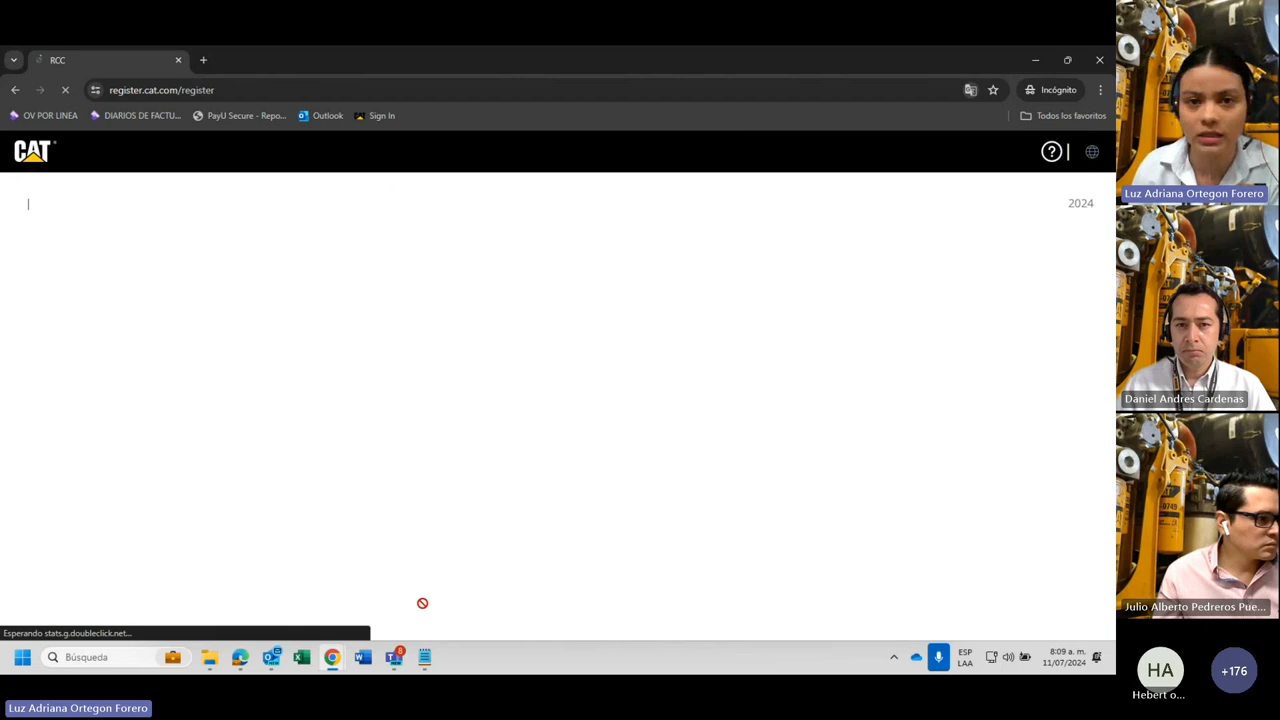 RCC
register.cat.com/register
Incógnito
OV POR LINEA
DIARIOS DE FACTU...
PayU Secure - Repo...
Outlook
Sign In
Todos los favoritos
CAT
2024
Esperando stats.g.doubleclick.net...
Búsqueda
8
ESP
LAA
8:09 a. m.
11/07/2024
Luz Adriana Ortegon Forero
Luz Adriana Ortegon Forero
Daniel Andres Cardenas
Julio Alberto Pedreros Pue...
HA
Hebert o...
+176